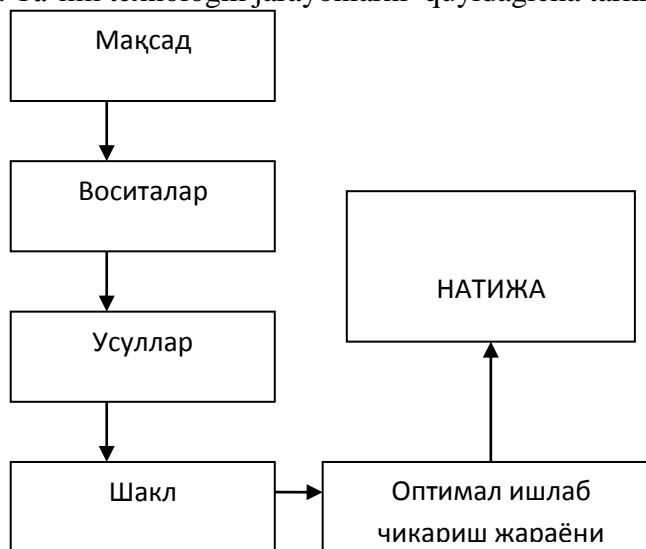 Мақсад
Воситалар
НАТИЖА
Усуллар
Шакл
Оптимал ишлаб
чикариш жараёни